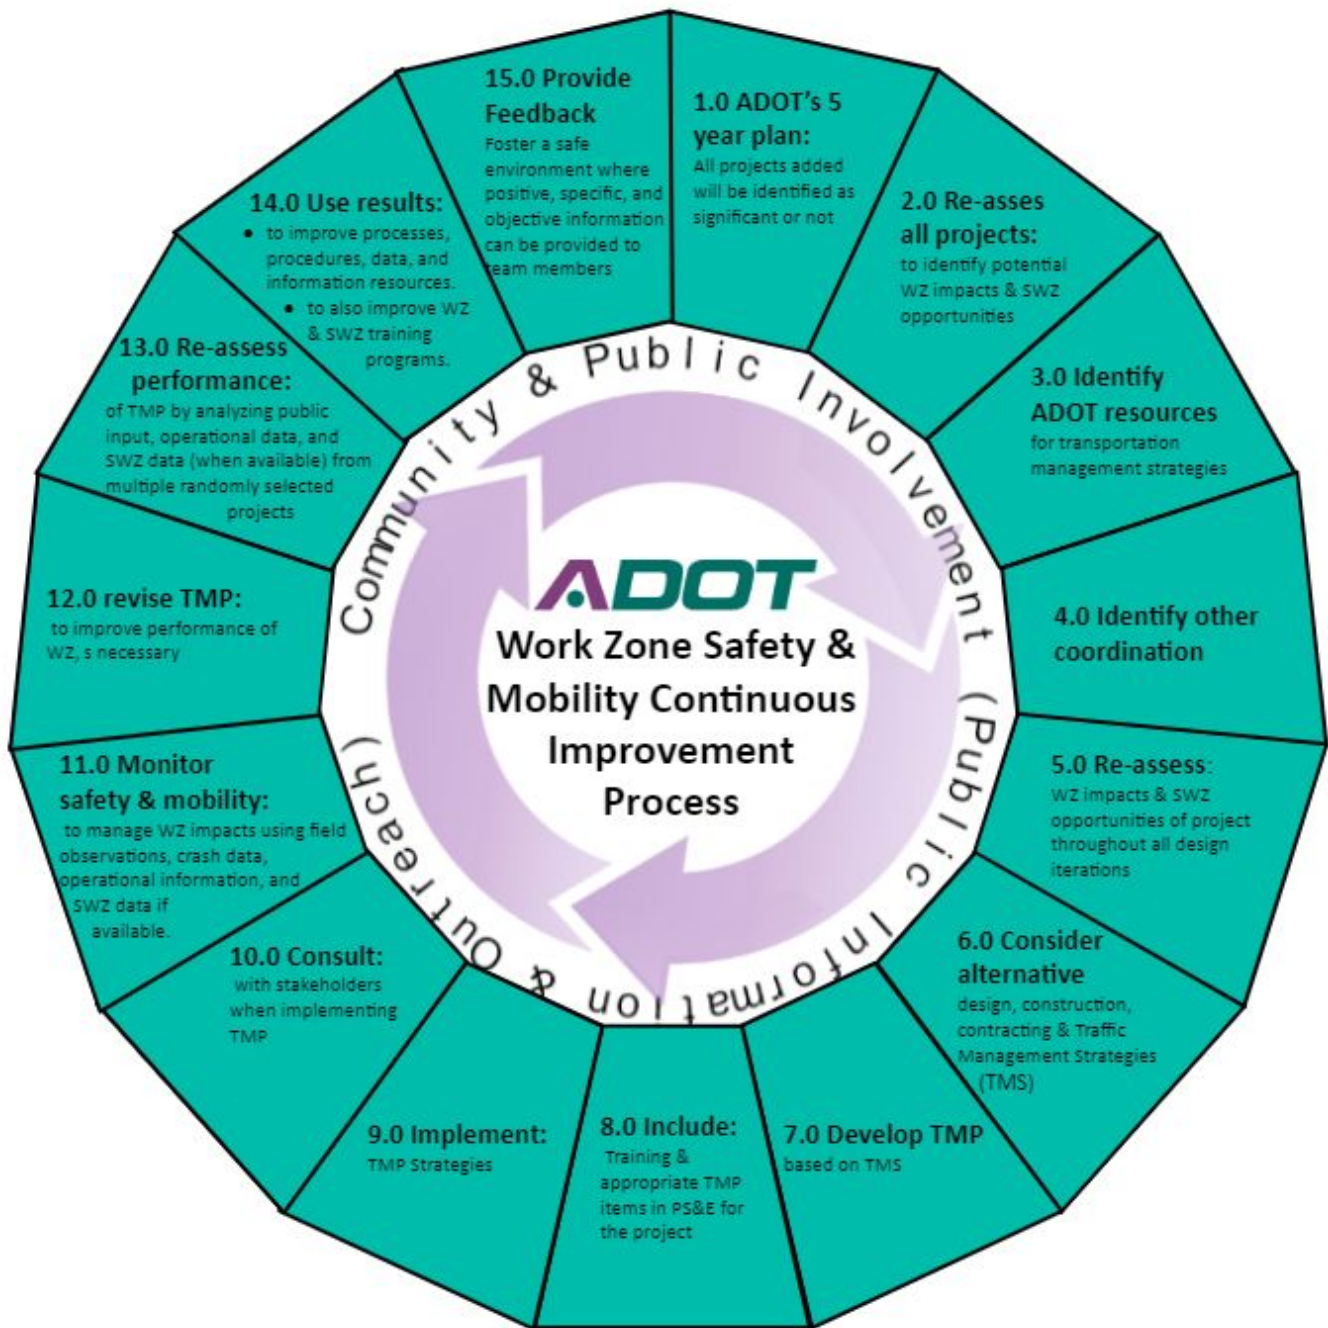 15.0 Provide
Feedback
Foster a safe
environment where
positive, specific, and
objective information
can be provided to
team members
1.0 ADOT's 5
year plan:
All projects added
will be identified as
significant or not
2.0 Re-asses
all projects:
to identify potential
WZ impacts & SWZ
opportunities
3.0 Identify
ADOT resources
for transportation
management strategies
4.0 Identify other
coordination
5.0 Re-assess:
WZ impacts & SWZ
opportunities of project
throughout all design
iterations
6.0 Consider
alternative
design, construction,
contracting & Traffic
Management Strategies
(TMS)
7.0 Develop TMP
based on TMS
8.0 Include:
Training &
appropriate TMP
items in PS&E for
the project
9.0 Implement:
TMP Strategies
10.0 Consult:
with stakeholders
when implementing
TMP
11.0 Monitor
safety & mobility:
to manage WZ impacts using field
observations, crash data,
operational information, and
SWZ data if
available.
12.0 revise TMP:
to improve performance of
WZ, s necessary
13.0 Re-assess
performance:
of TMP by analyzing public
input, operational data, and
SWZ data (when available) from
multiple randomly selected
projects
14.0 Use results:
• to improve processes,
procedures, data, and
information resources.
• to also improve WZ
& SWZ training
programs.
Community & Public Involvement (Public Information & Outreach)
ADOT
Work Zone Safety &
Mobility Continuous
Improvement
Process